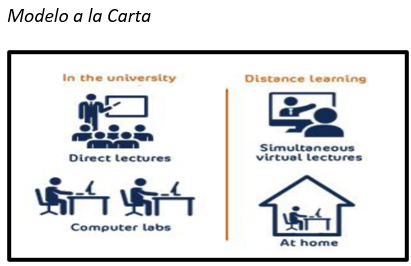 Modelo a la Carta
In the university
Direct lectures
Computer labs
Distance learning
Simultaneous
virtual lectures
At home